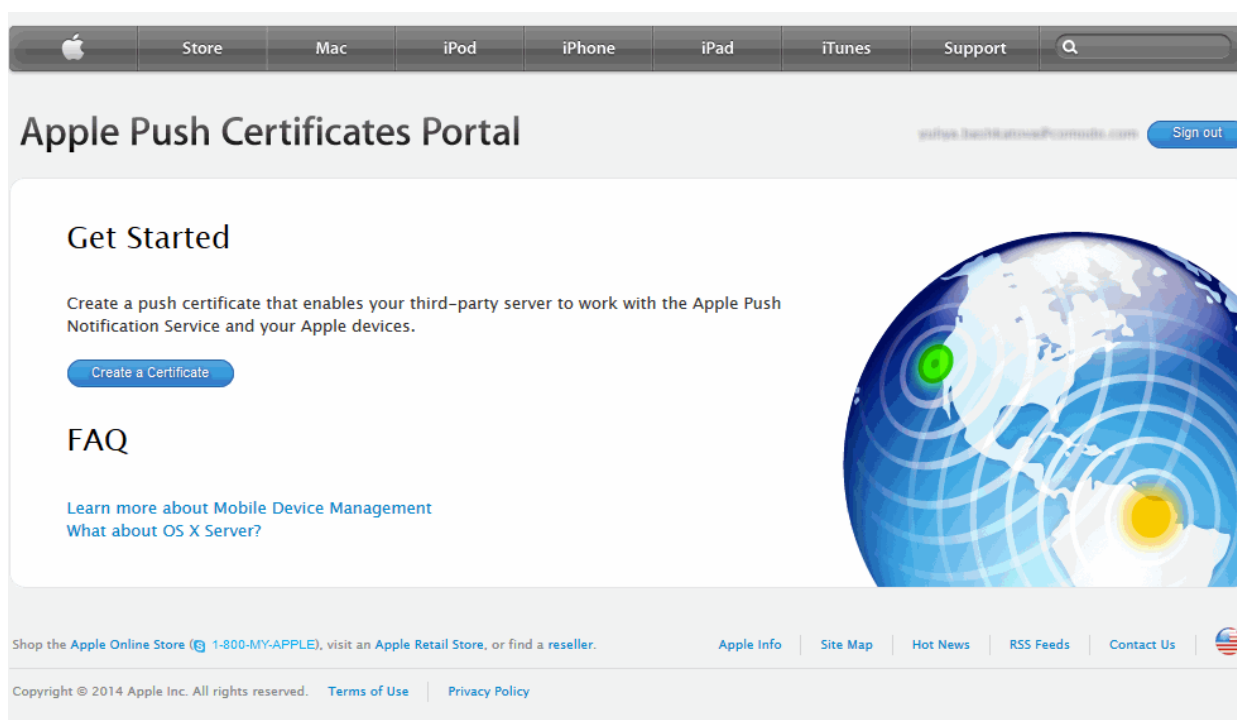 Store Mac iPod iPhone iPad iTunes Support
Apple Push Certificates Portal
Sign out
Get Started
Create a push certificate that enables your third-party server to work with the Apple Push
Notification Service and your Apple devices.
Create a Certificate
FAQ
Learn more about Mobile Device Management
What about OS X Server?
Shop the Apple Online Store (S 1-800-MY-APPLE), visit an Apple Retail Store, or find a reseller.
Apple Info Site Map Hot News RSS Feeds Contact Us
Copyright © 2014 Apple Inc. All rights reserved. Terms of Use Privacy Policy